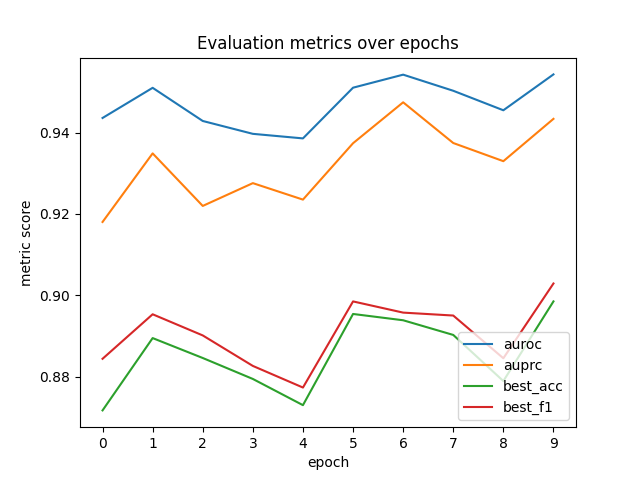 Evaluation metrics over epochs
metric score
0.94
0.92
0.90
0.88
auroc
auprc
best_acc
best_f1
0 1 2 3 4 5 6 7 8 9
epoch